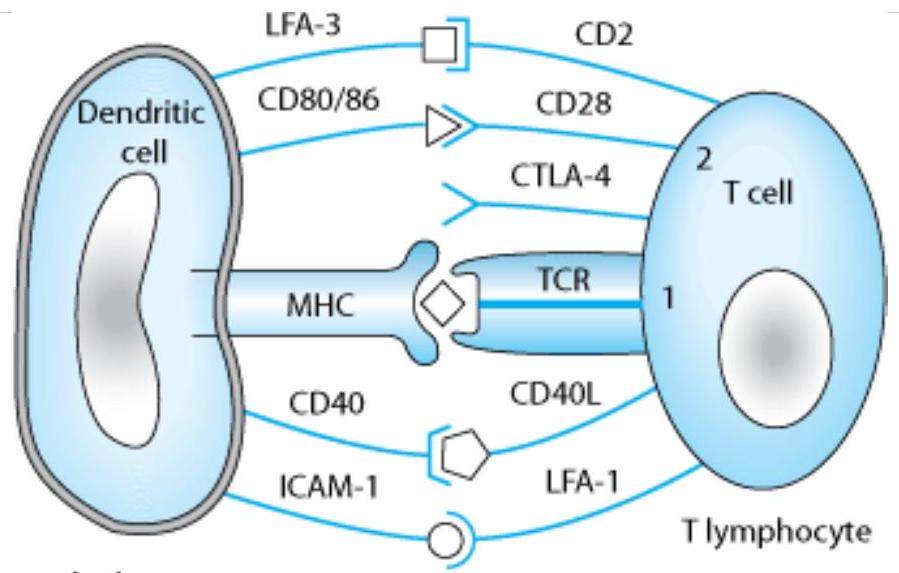 LFA-3
CD2
CD80/86
CD28
Dendritic
cell
2
CTLA-4
T cell
TCR
1
MHC
CD40
CD40L
ICAM-1
LFA-1
T lymphocyte